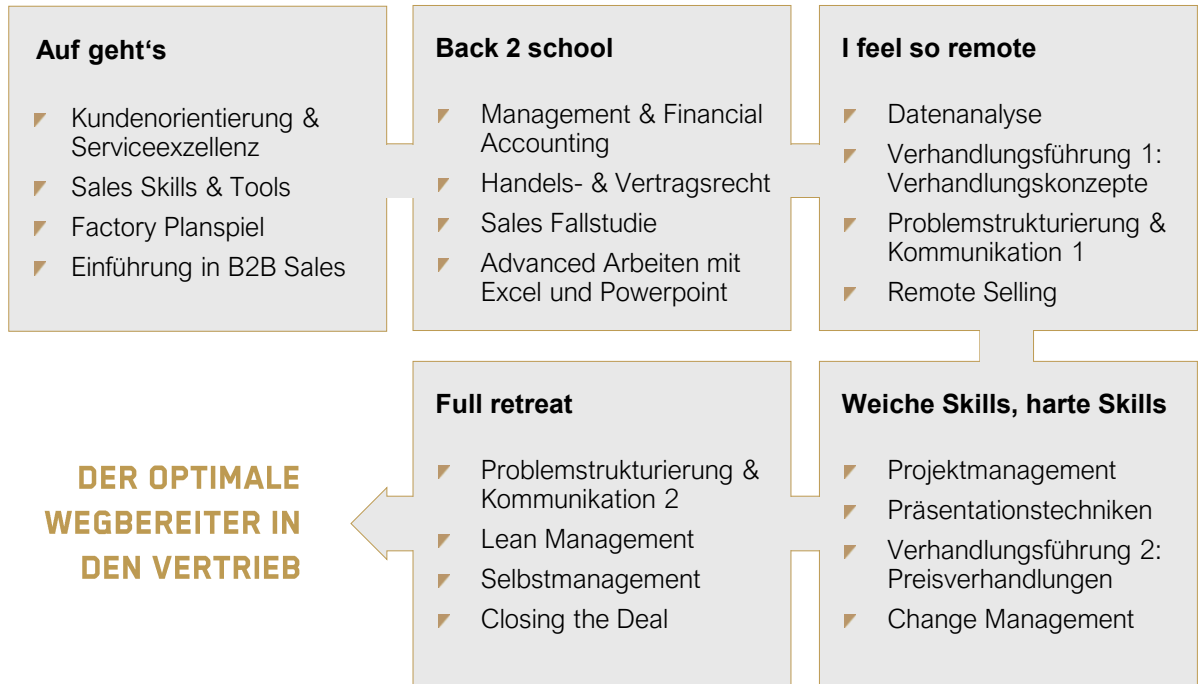 Auf geht‘s
Kundenorientierung &
Serviceexzellenz
Sales Skills & Tools
Factory Planspiel
Einführung in B2B Sales
Back 2 school
Management & Financial
Accounting
Handels- & Vertragsrecht
Sales Fallstudie
Advanced Arbeiten mit
Excel und Powerpoint
I feel so remote
Datenanalyse
Verhandlungsführung 1:
Verhandlungskonzepte
Problemstrukturierung &
Kommunikation 1
Remote Selling
Weiche Skills, harte Skills
Projektmanagement
Präsentationstechniken
Verhandlungsführung 2:
Preisverhandlungen
Change Management
Full retreat
Problemstrukturierung &
Kommunikation 2
Lean Management
Selbstmanagement
Closing the Deal
DER OPTIMALE
WEGBEREITER IN
DEN VERTRIEB